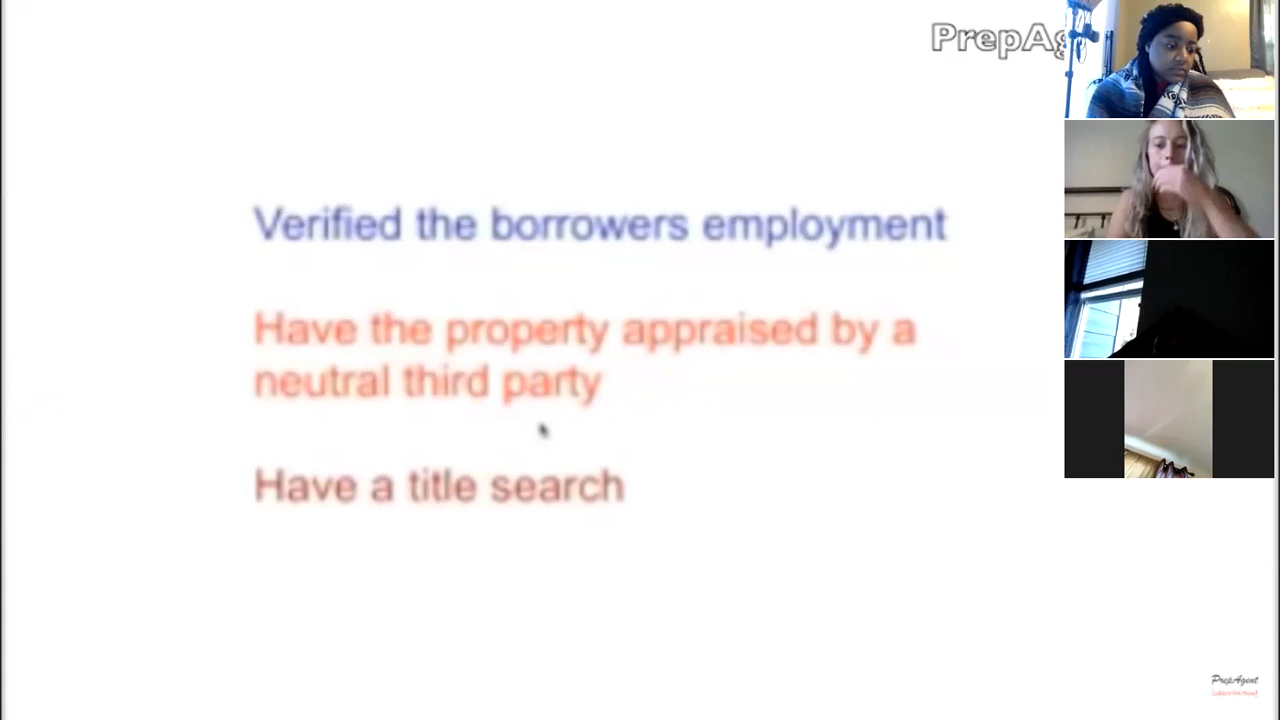 PrepAg
Verified the borrowers employment
Have the property appraised by a
neutral third party
Have a title search
PrepAgent